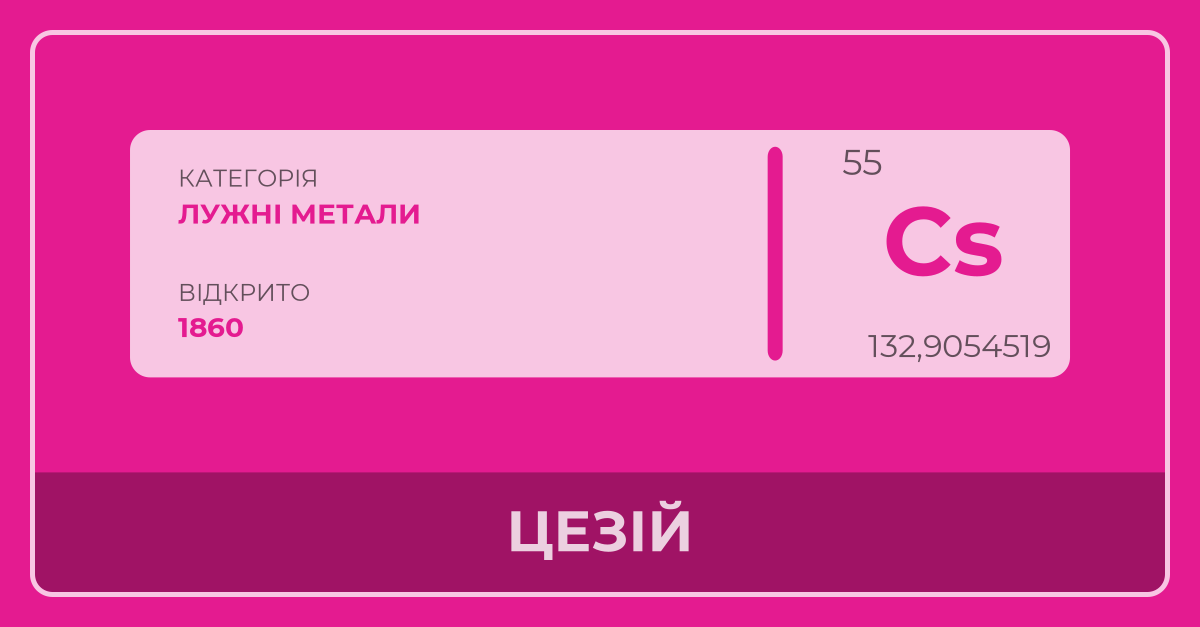 КАТЕГОРІЯ
ЛУЖНІ МЕТАЛИ
ВІДКРИТО
1860
55
Cs
132,9054519
ЦЕЗІЙ